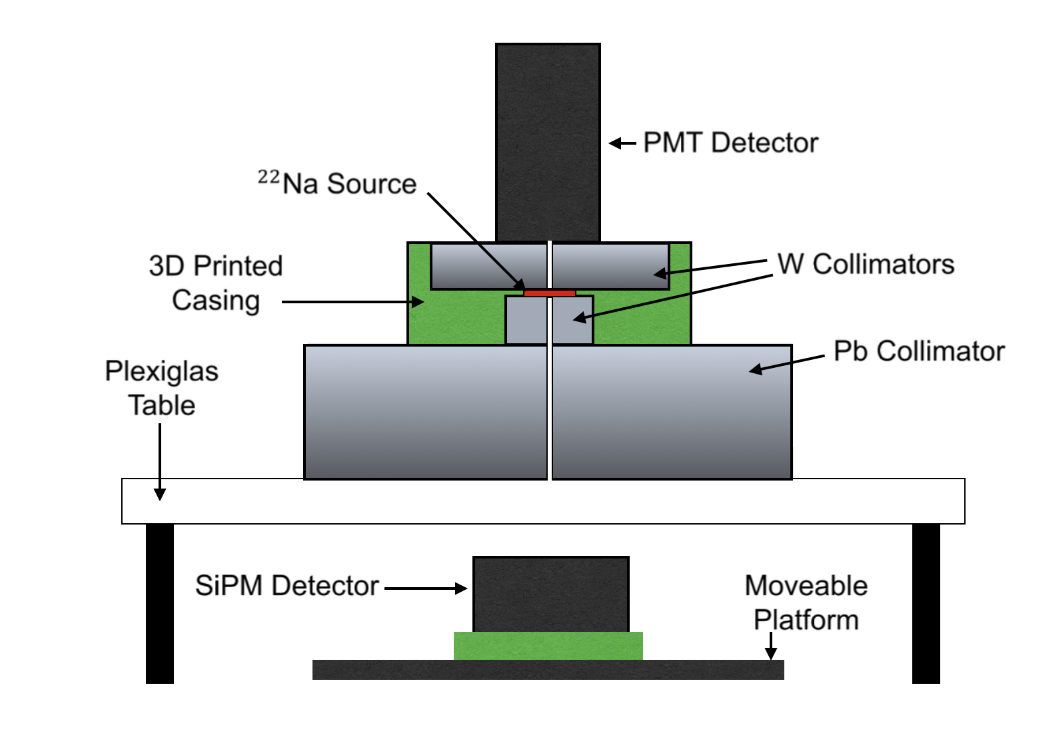 PMT Detector
²²Na Source
3D Printed
Casing
W Collimators
Pb Collimator
Plexiglas
Table
SiPM Detector
Moveable
Platform